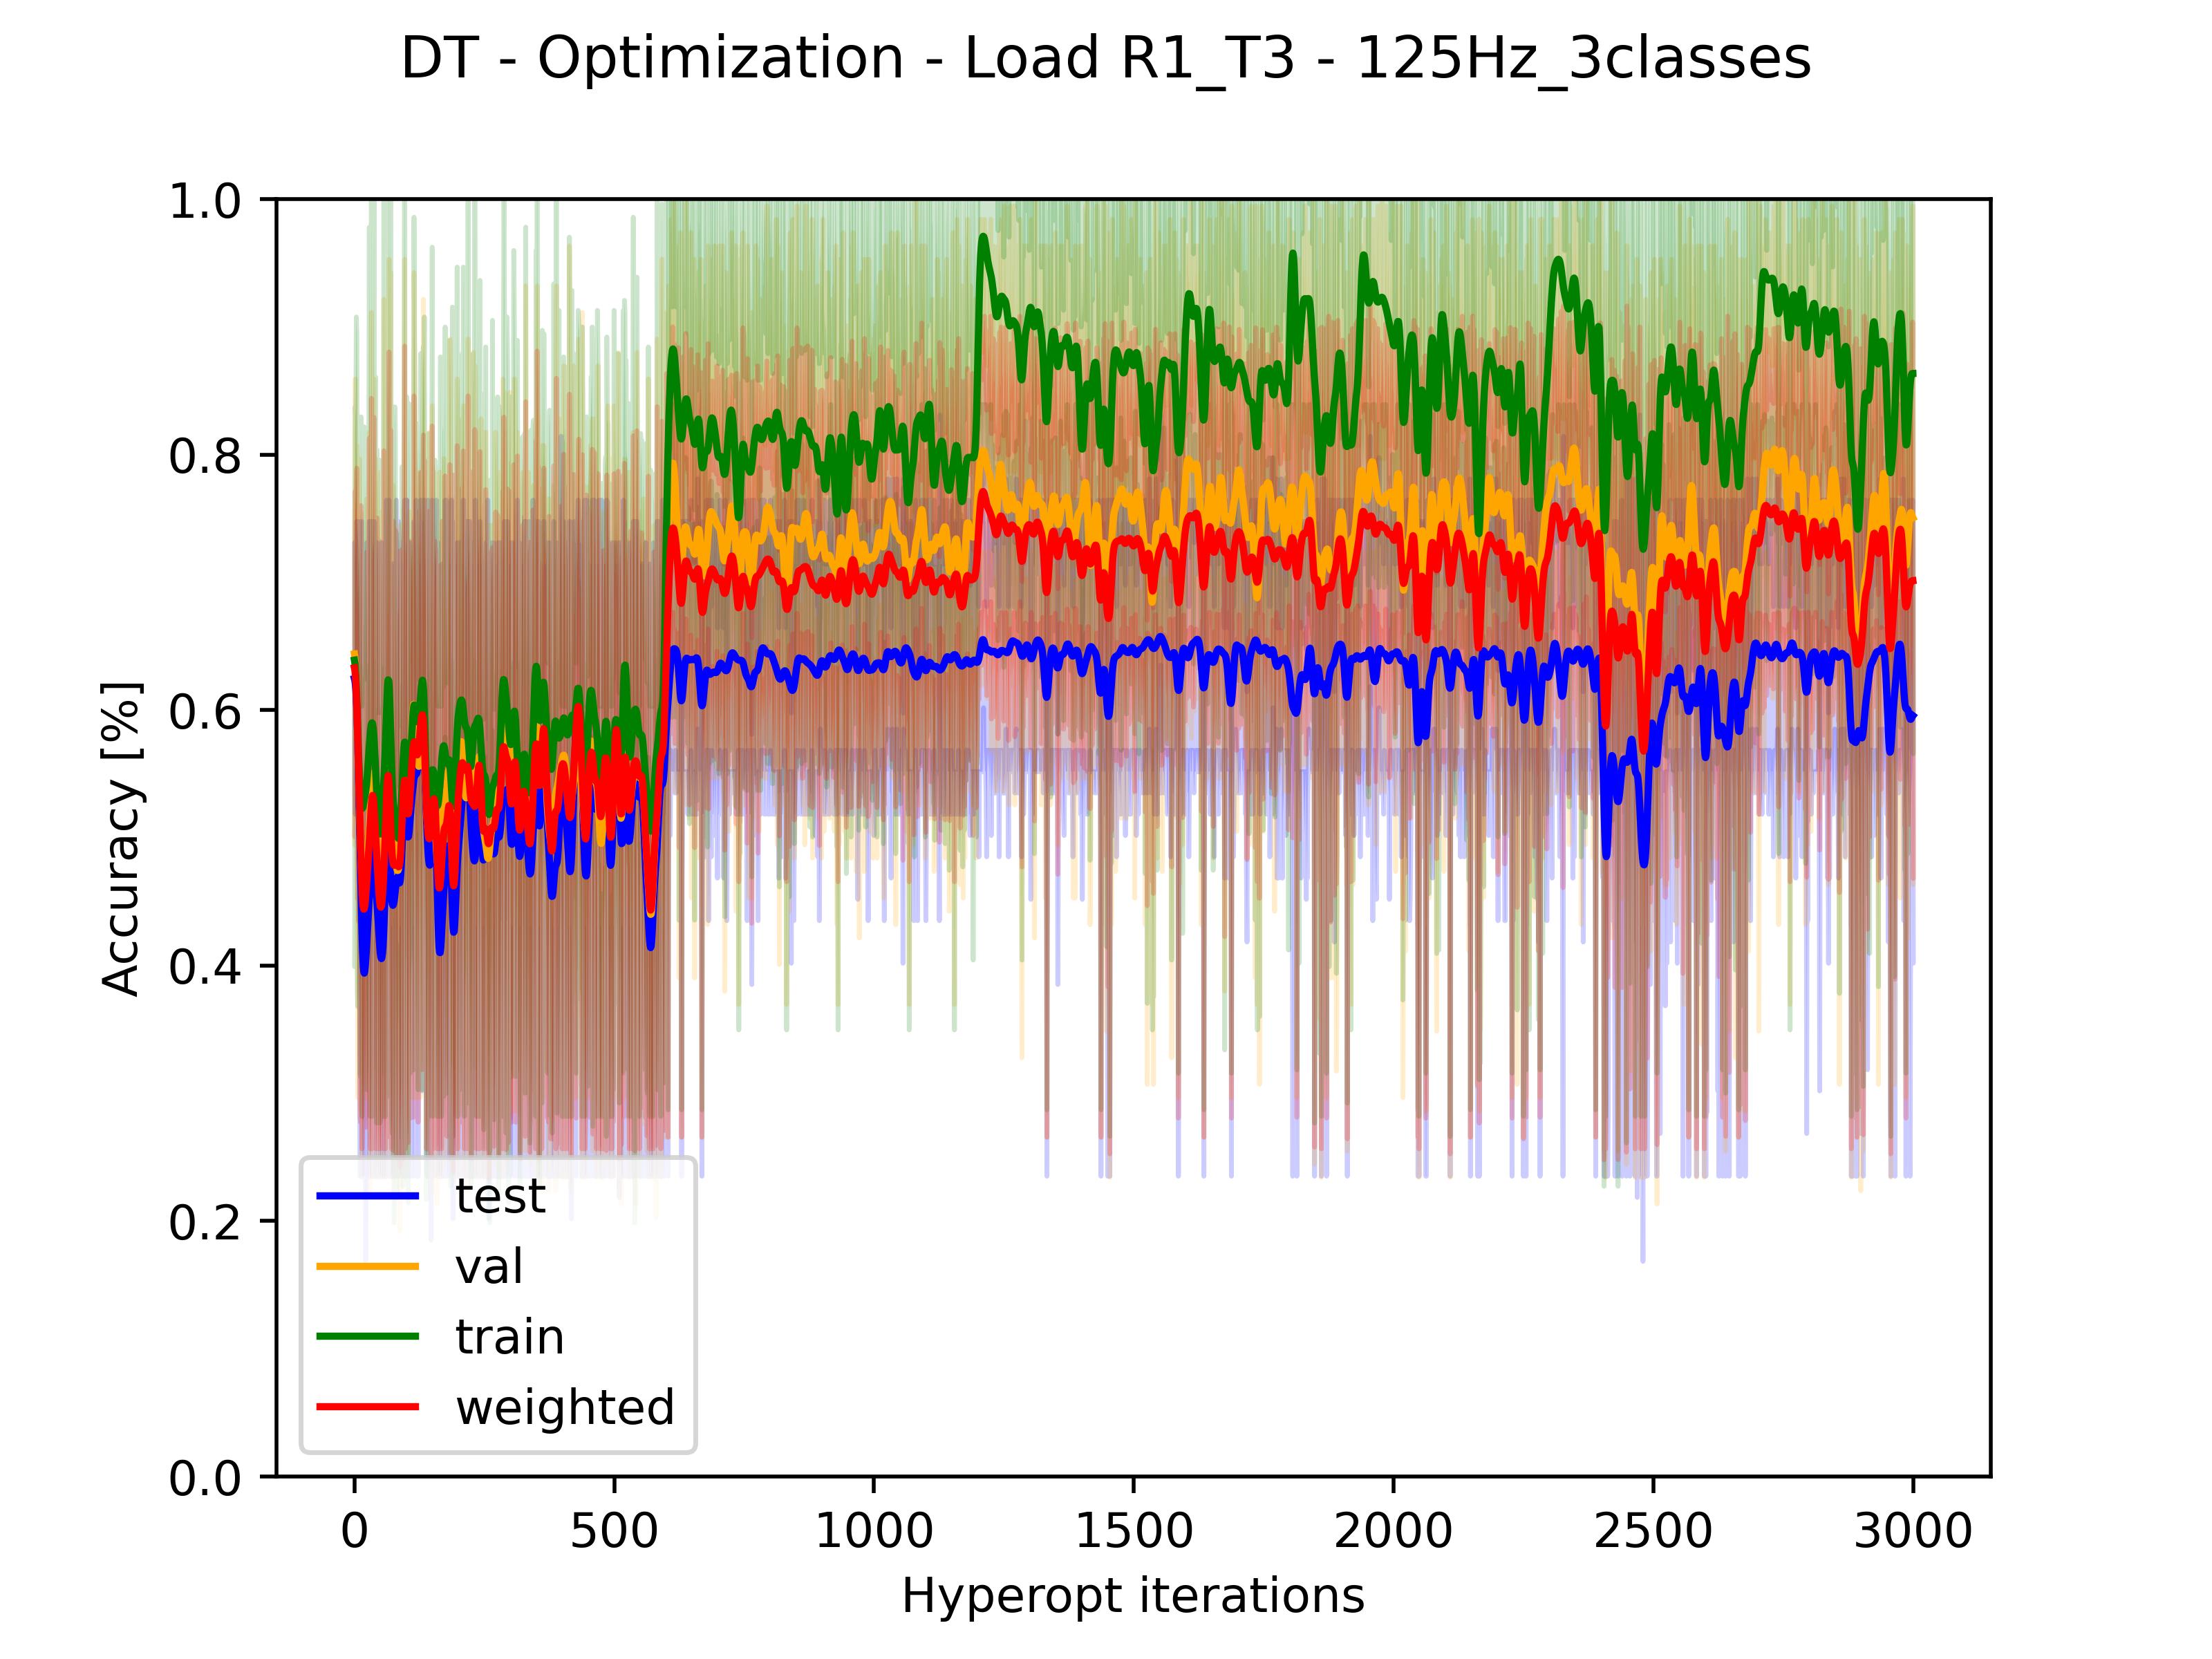 DT - Optimization - Load R1_T3 - 125Hz_3classes
1.0
0.8
0.6
0.4
0.2
0.0
Accuracy [%]
test
val
train
weighted
0 500 1000 1500 2000 2500 3000
Hyperopt iterations